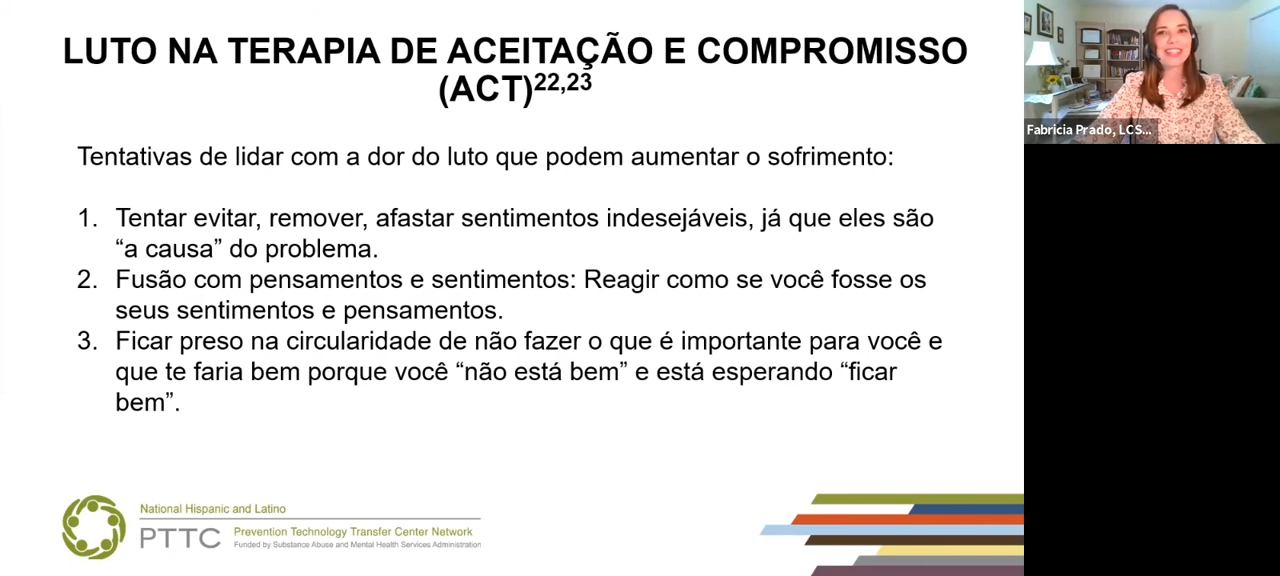 LUTO NA TERAPIA DE ACEITAÇÃO E COMPROMISSO
(ACT)22,23
Tentativas de lidar com a dor do luto que podem aumentar o sofrimento:
1. Tentar evitar, remover, afastar sentimentos indesejáveis, já que eles são
“a causa” do problema.
2. Fusão com pensamentos e sentimentos: Reagir como se você fosse os
seus sentimentos e pensamentos.
3. Ficar preso na circularidade de não fazer o que é importante para você e
que te faria bem porque você “não está bem” e está esperando “ficar
bem”.
National Hispanic and Latino
PTTC
Prevention Technology Transfer Center Network
Funded by Substance Abuse and Mental Health Services Administration
Fabricia Prado, LCS...